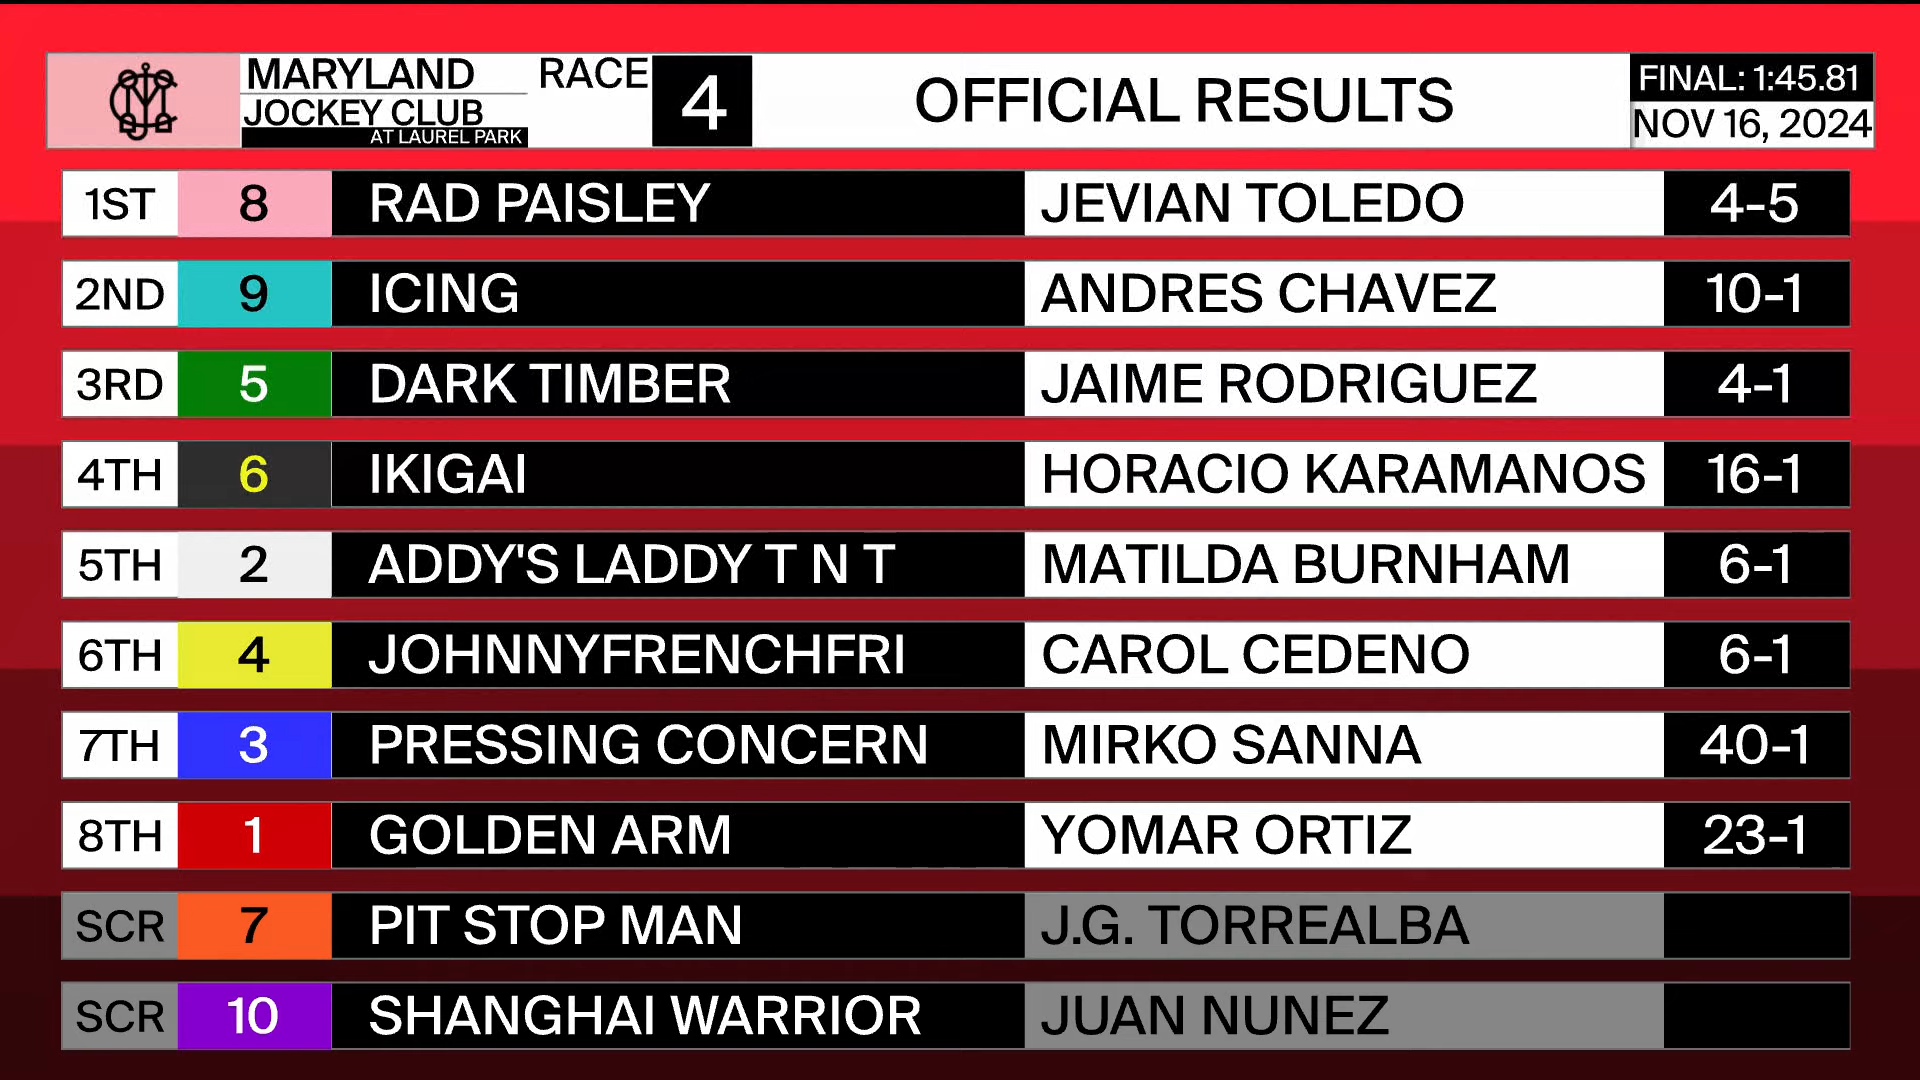 MARYLAND
JOCKEY CLUB
AT LAUREL PARK
RACE 4
OFFICIAL RESULTS
FINAL: 1:45.81
NOV 16, 2024
1ST 8 RAD PAISLEY JEVIAN TOLEDO 4-5
2ND 9 ICING ANDRES CHAVEZ 10-1
3RD 5 DARK TIMBER JAIME RODRIGUEZ 4-1
4TH 6 IKIGAI HORACIO KARAMANOS 16-1
5TH 2 ADDY'S LADDY T N T MATILDA BURNHAM 6-1
6TH 4 JOHNNYFRENCHFRI CAROL CEDENO 6-1
7TH 3 PRESSING CONCERN MIRKO SANNA 40-1
8TH 1 GOLDEN ARM YOMAR ORTIZ 23-1
SCR 7 PIT STOP MAN J.G. TORREALBA
SCR 10 SHANGHAI WARRIOR JUAN NUNEZ